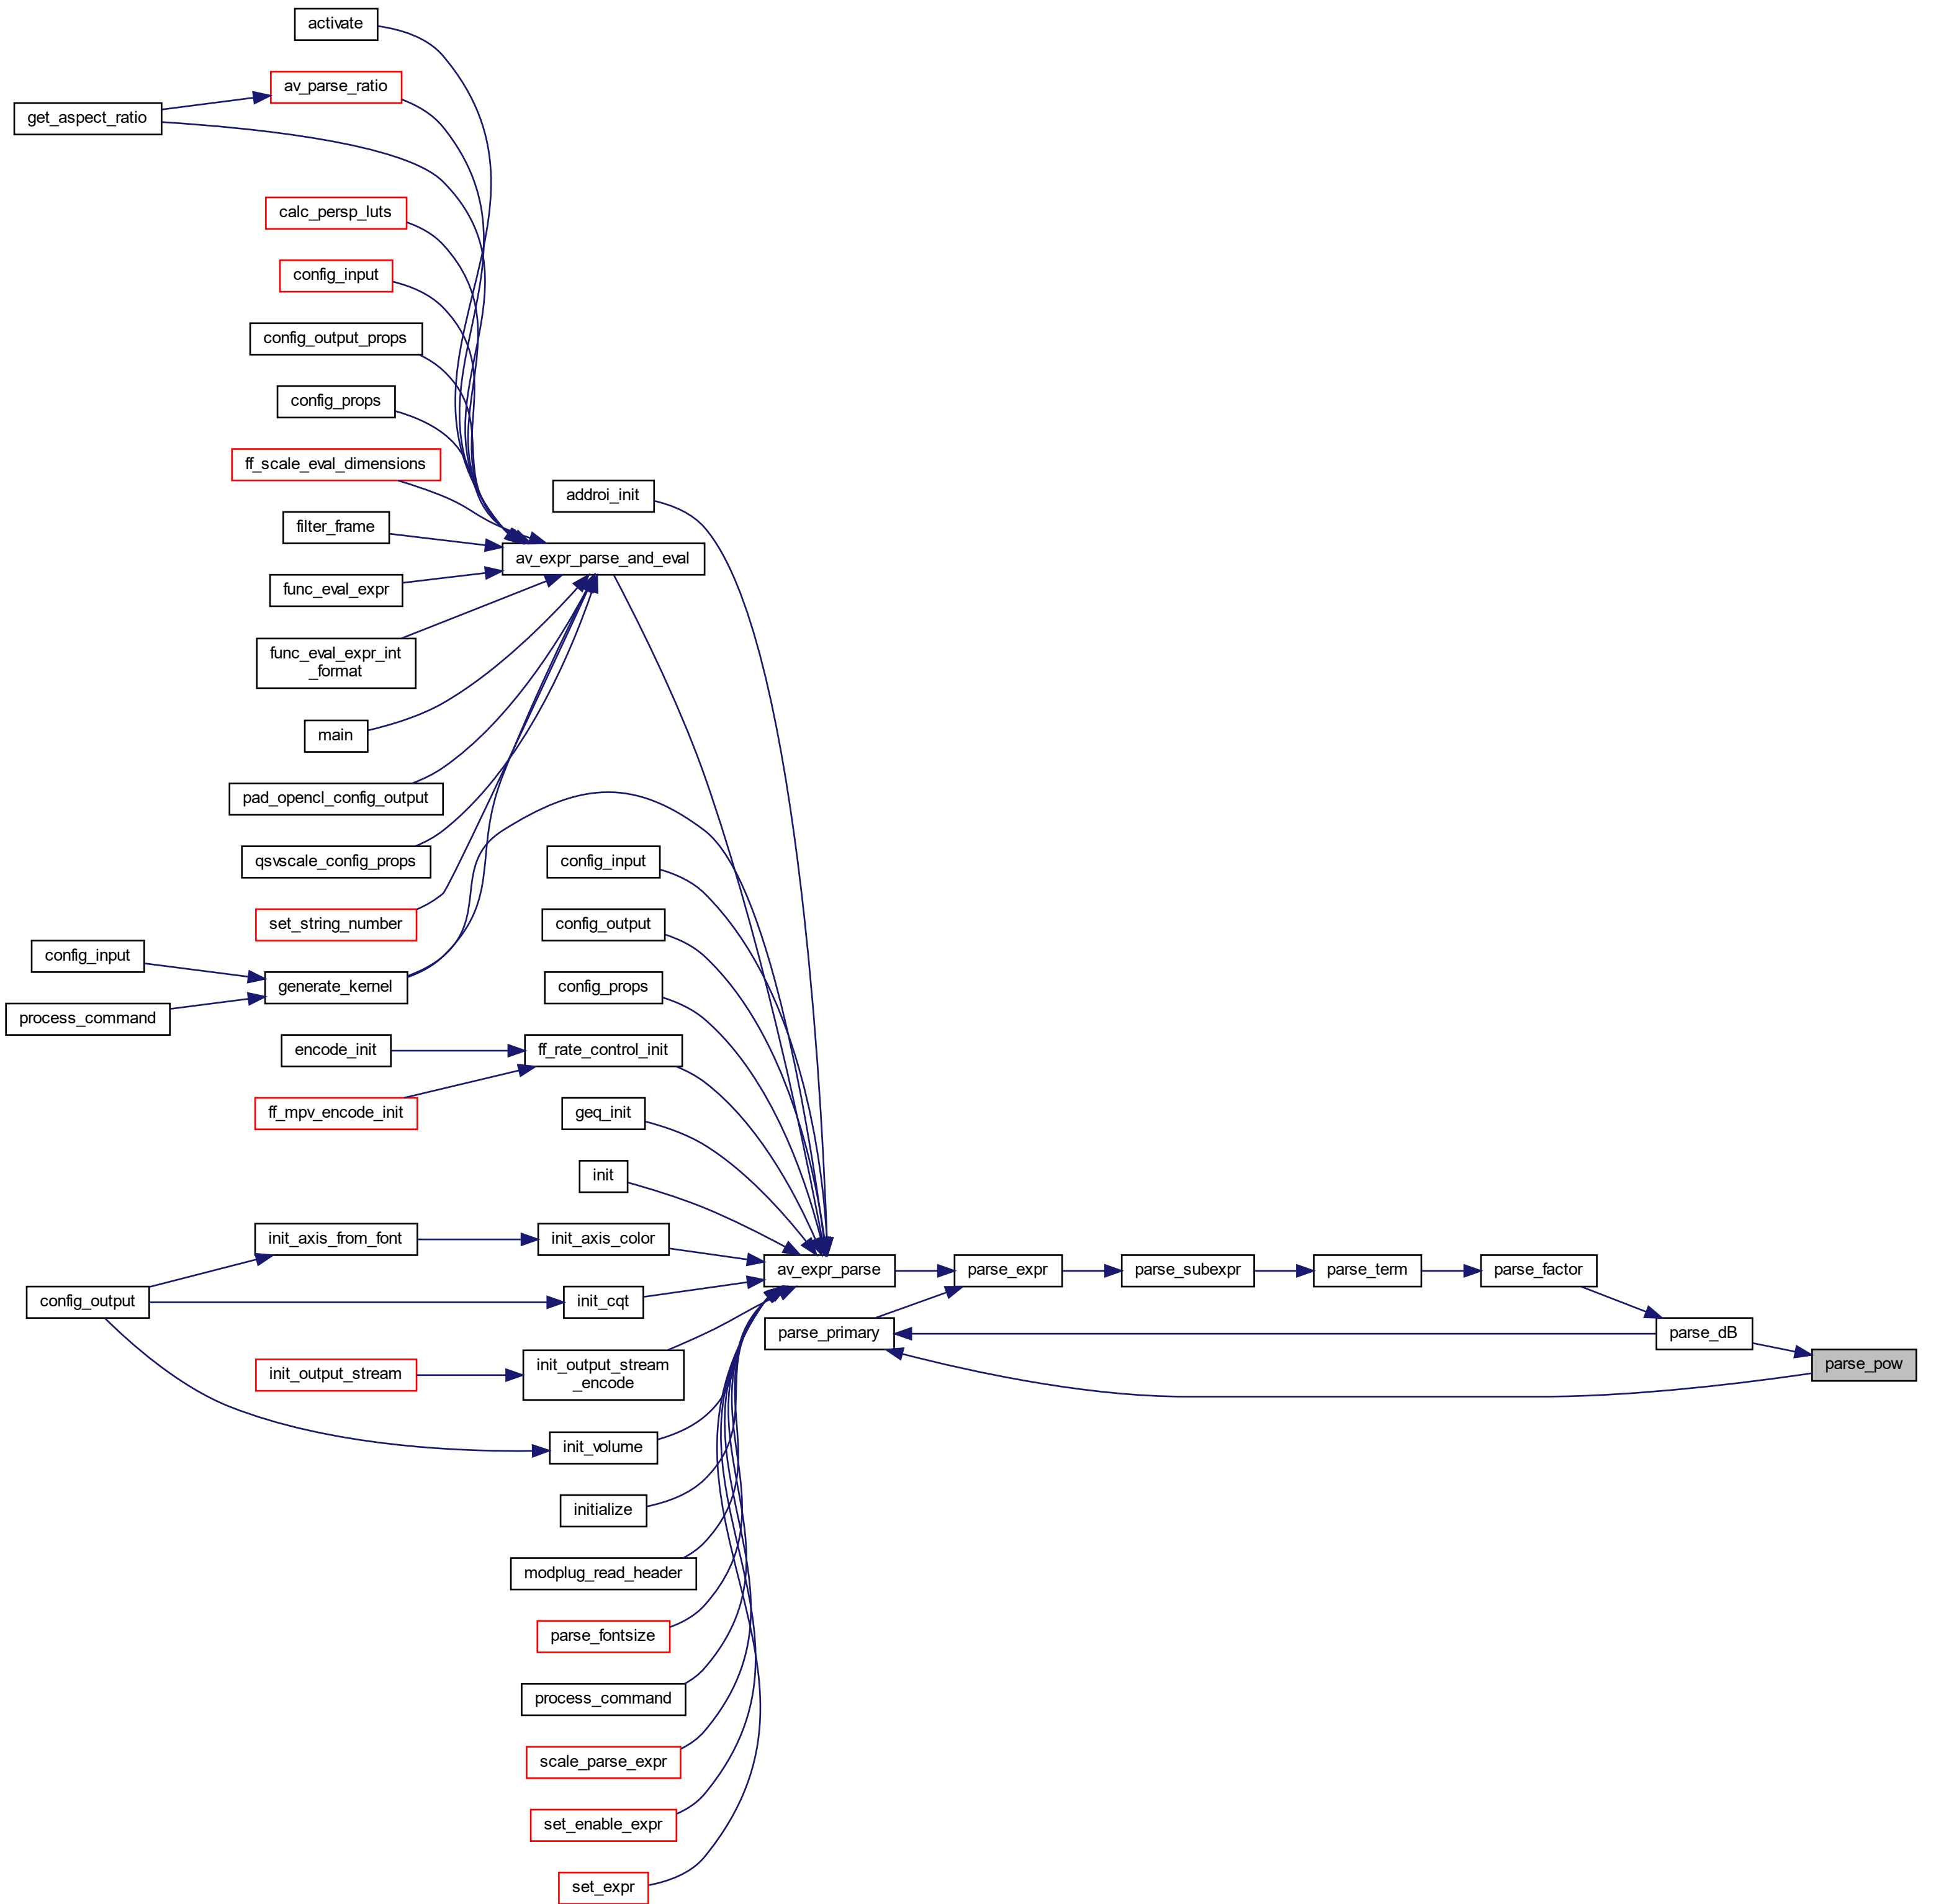 activate
av_parse_ratio
get_aspect_ratio
calc_persp_luts
config_input
config_output_props
config_props
ff_scale_eval_dimensions
addroi_init
filter_frame
av_expr_parse_and_eval
func_eval_expr
func_eval_expr_int
_format
main
pad_opencl_config_output
qsvscale_config_props
config_input
set_string_number
config_output
config_input
generate_kernel
config_props
process_command
encode_init
ff_rate_control_init
ff_mpv_encode_init
geq_init
init
init_axis_from_font
init_axis_color
av_expr_parse
parse_expr
parse_subexpr
parse_term
parse_factor
config_output
init_cqt
parse_primary
parse_dB
parse_pow
init_output_stream
init_output_stream
_encode
init_volume
initialize
modplug_read_header
parse_fontsize
process_command
scale_parse_expr
set_enable_expr
set_expr